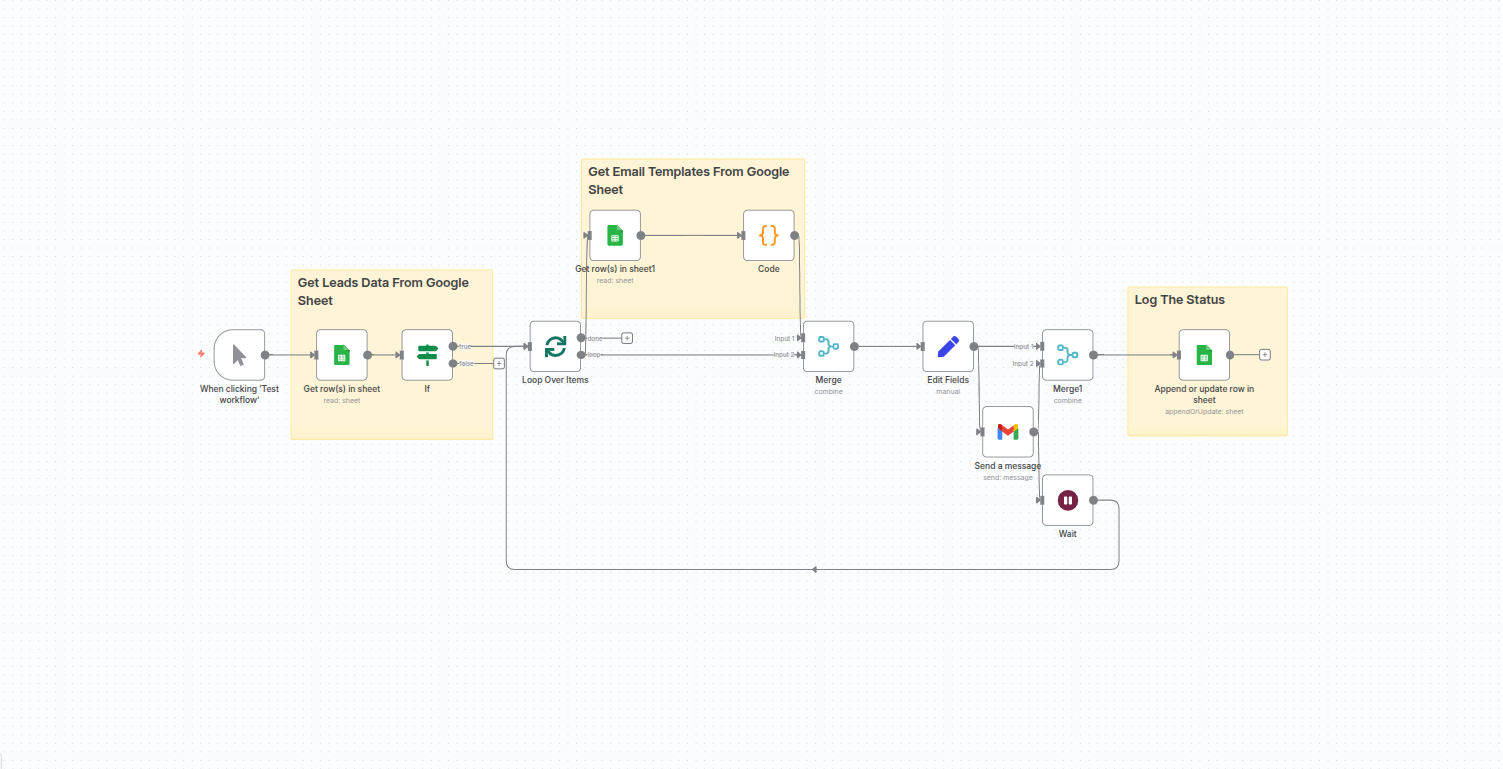 Get Email Templates From Google
Sheet
Get row(s) in sheet1
read: sheet
Code
Get Leads Data From Google
Sheet
When clicking 'Test
workflow'
Get row(s) in sheet
read: sheet
If
true
false
Loop Over Items
done
loop
Input 1
Input 2
Merge
combine
Edit Fields
manual
Input 1
Input 2
Merge1
combine
Send a message
send: message
Wait
Log The Status
Append or update row in
sheet
appendOrUpdate: sheet